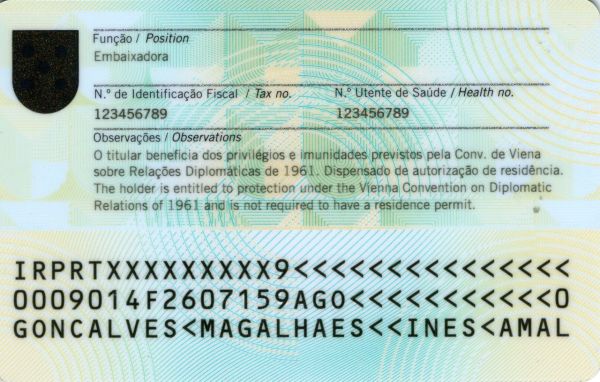 Função / Position
Embaixadora
N.º de Identificação Fiscal / Tax no. N.º Utente de Saúde / Health no.
123456789 123456789
Observações / Observations
O titular beneficia dos privilégios e imunidades previstos pela Conv. de Viena
sobre Relações Diplomáticas de 1961. Dispensado de autorização de residência.
The holder is entitled to protection under the Vienna Convention on Diplomatic
Relations of 1961 and is not required to have a residence permit.
IRPRTXXXXXXXXX9<<<<<<<<<<<<<<<
0009014F2607159AGO<<<<<<<<<<<0
GONCALVES<MAGALHAES<<INES<AMAL